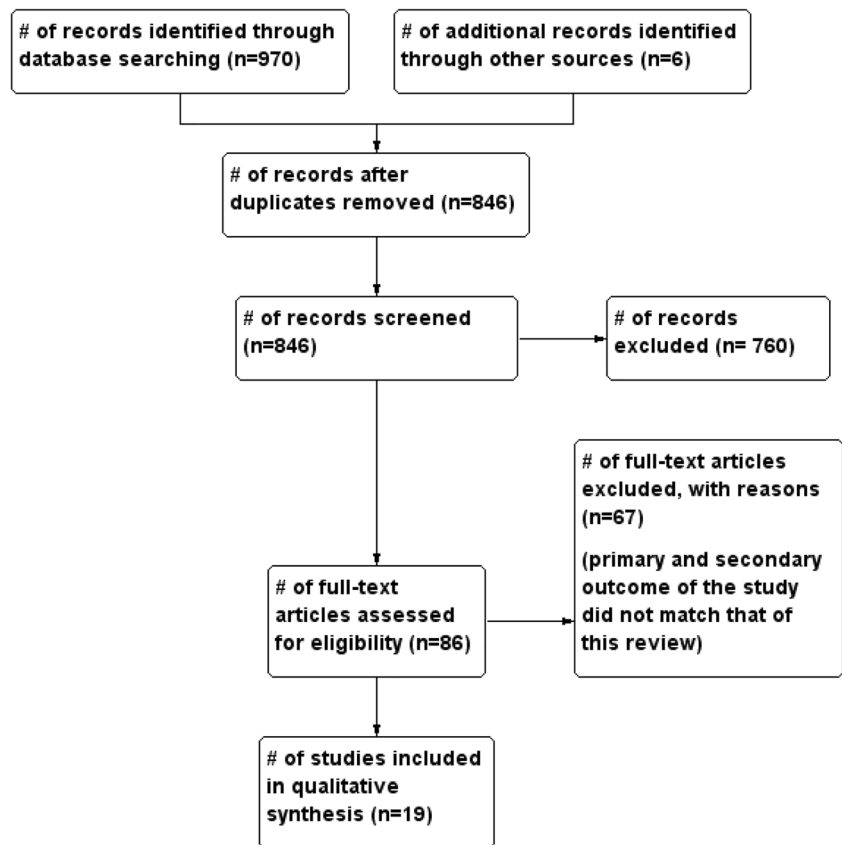 # of records identified through
database searching (n=970)
# of additional records identified
through other sources (n=6)
# of records after
duplicates removed (n=846)
# of records screened
(n=846)
# of records
excluded (n= 760)
# of full-text articles
excluded, with reasons
(n=67)
(primary and secondary
outcome of the study
did not match that of
this review)
# of full-text
articles assessed
for eligibility (n=86)
# of studies included
in qualitative
synthesis (n=19)